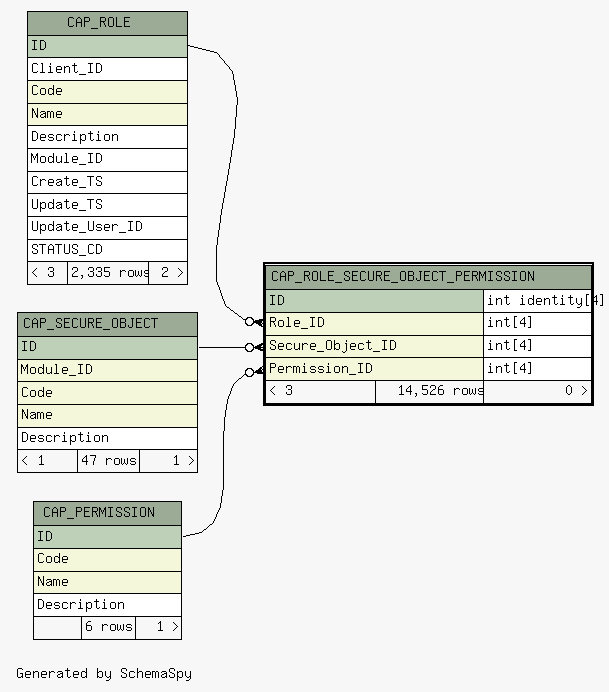 CAP_ROLE
ID
Client_ID
Code
Name
Description
Module_ID
Create_TS
Update_TS
Update_User_ID
STATUS_CD
< 3 2,335 rows 2 >
CAP_SECURE_OBJECT
ID
Module_ID
Code
Name
Description
< 1 47 rows 1 >
CAP_PERMISSION
ID
Code
Name
Description
6 rows 1 >
CAP_ROLE_SECURE_OBJECT_PERMISSION
ID int identity[4]
Role_ID int[4]
Secure_Object_ID int[4]
Permission_ID int[4]
< 3 14,526 rows 0 >
Generated by SchemaSpy